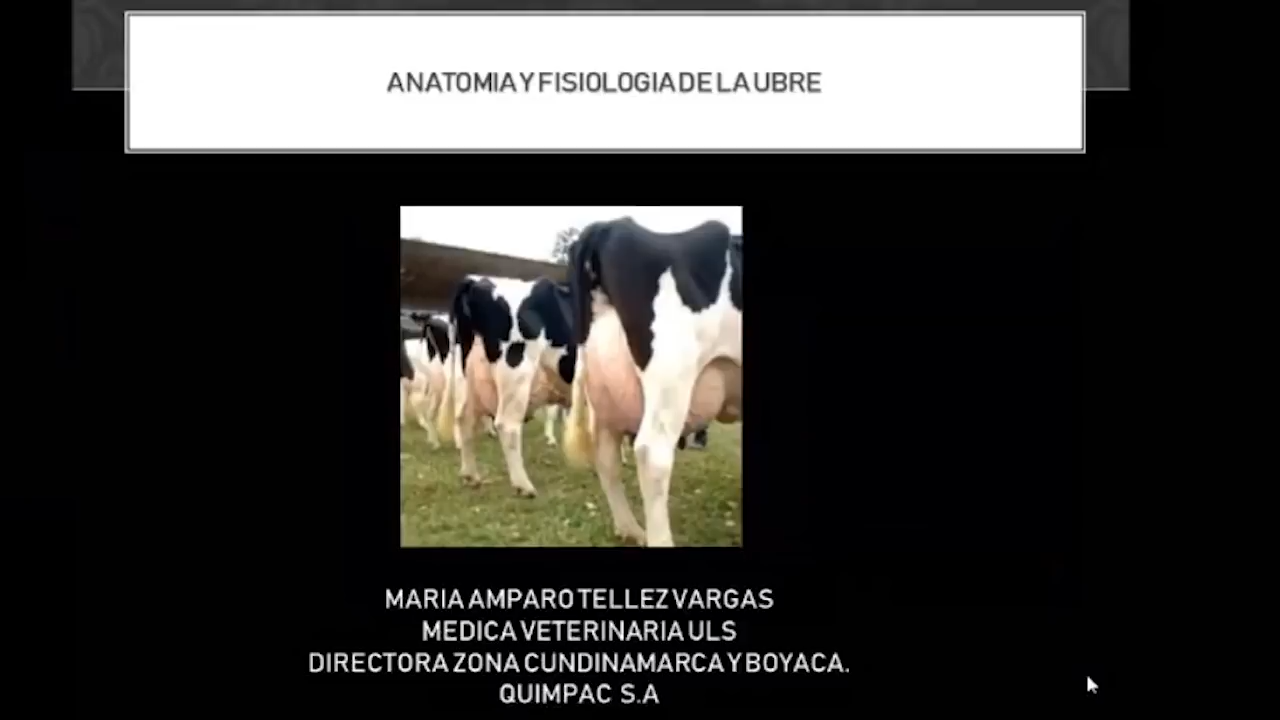 ANATOMIA Y FISIOLOGIA DE LA UBRE
MARIA AMPARO TELLEZ VARGAS
MEDICA VETERINARIA ULS
DIRECTORA ZONA CUNDINAMARCA Y BOYACA.
QUIMPAC S.A